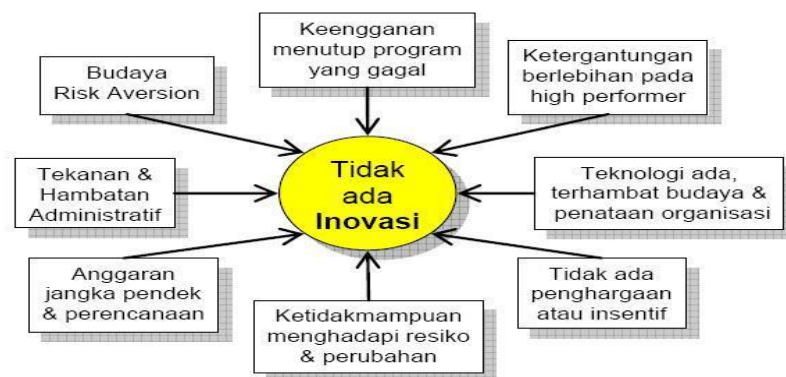 Keengganan
menutup program
yang gagal
Budaya
Risk Aversion
Ketergantungan
berlebihan pada
high performer
Tekanan &
Hambatan
Administratif
Tidak
ada
Inovasi
Teknologi ada,
terhambat budaya &
penataan organisasi
Anggaran
jangka pendek
& perencanaan
Ketidakmampuan
menghadapi resiko
& perubahan
Tidak ada
penghargaan
atau insentif